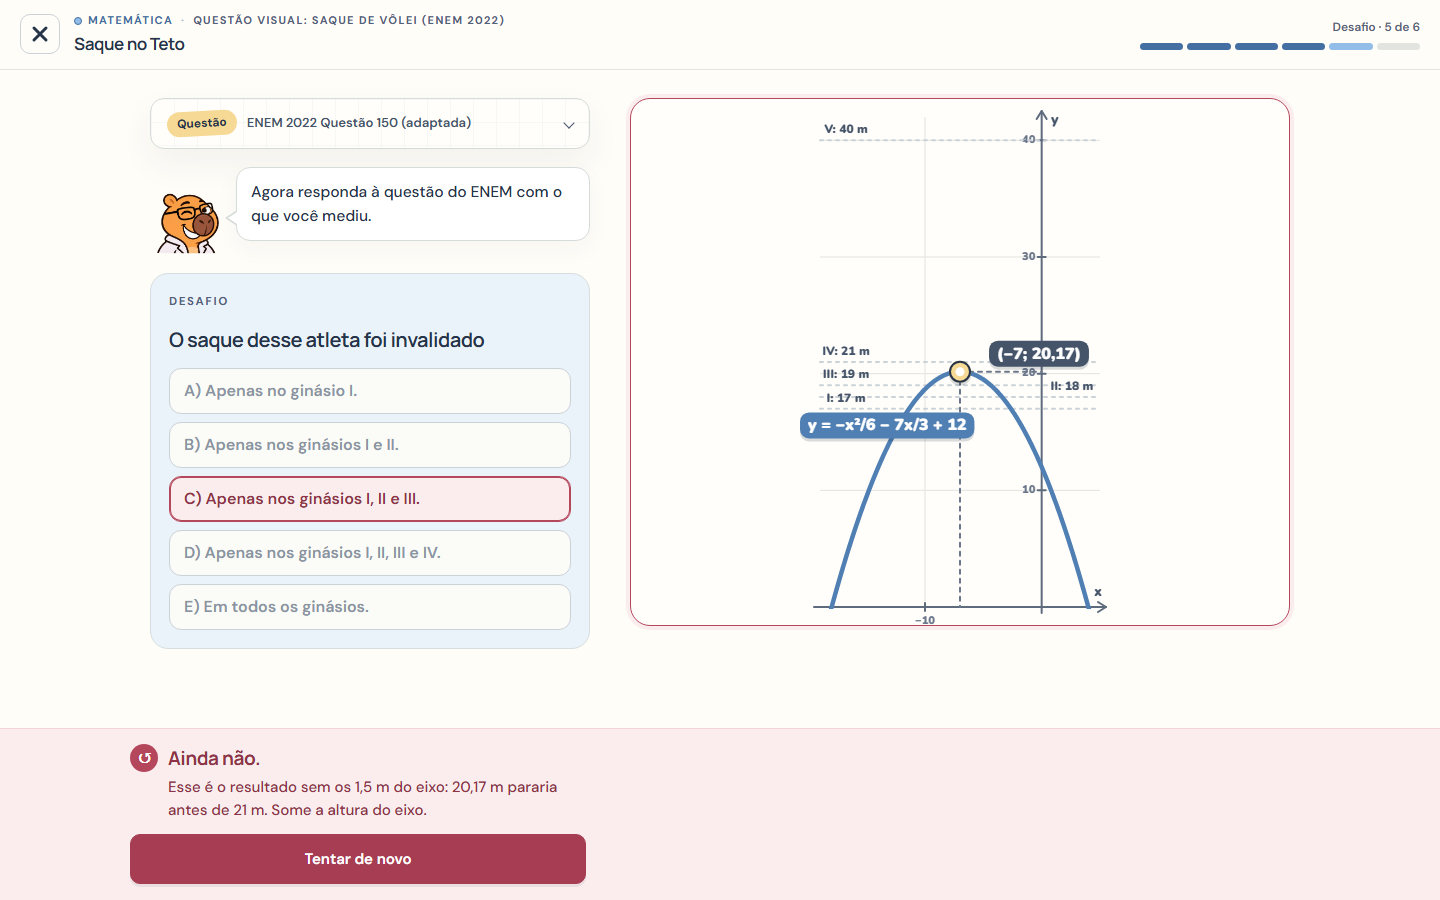 MATEMÁTICA · QUESTÃO VISUAL: SAQUE DE VÔLEI (ENEM 2022)
Saque no Teto
Desafio · 5 de 6
Questão ENEM 2022 Questão 150 (adaptada)
Agora responda à questão do ENEM com o
que você mediu.
DESAFIO
O saque desse atleta foi invalidado
A) Apenas no ginásio I.
B) Apenas nos ginásios I e II.
C) Apenas nos ginásios I, II e III.
D) Apenas nos ginásios I, II, III e IV.
E) Em todos os ginásios.
y
V: 40 m
40
30
IV: 21 m
(−7; 20,17)
III: 19 m
20
II: 18 m
I: 17 m
y = −x²/6 − 7x/3 + 12
10
x
−10
Ainda não.
Esse é o resultado sem os 1,5 m do eixo: 20,17 m pararia
antes de 21 m. Some a altura do eixo.
Tentar de novo